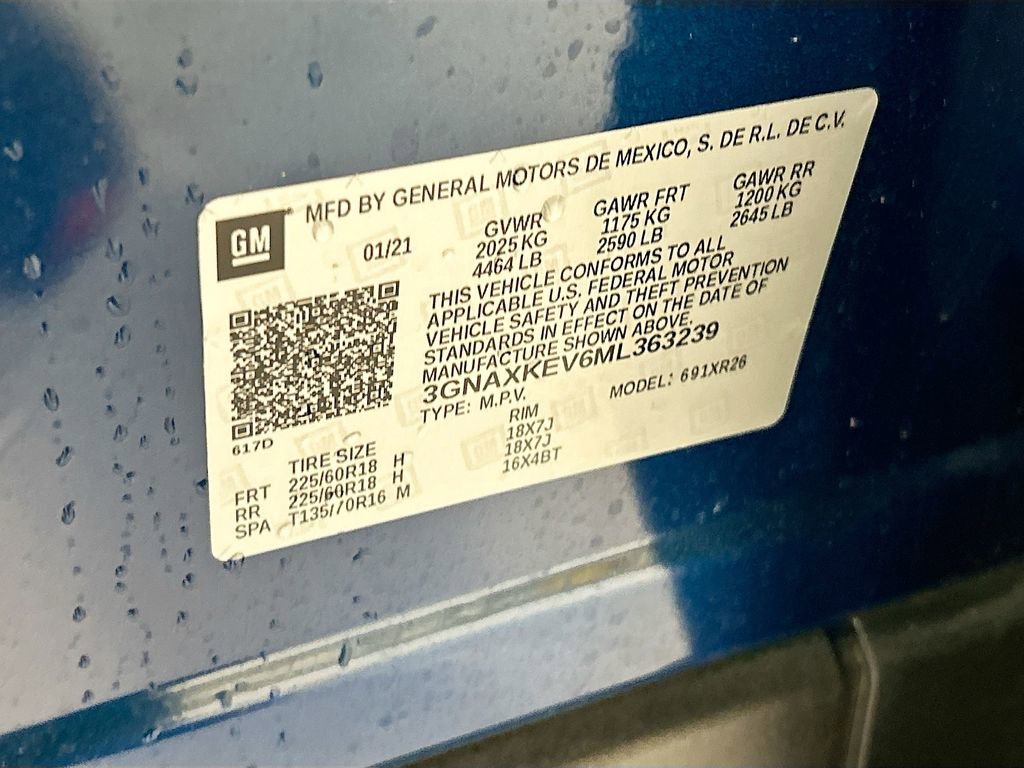 MFD BY GENERAL MOTORS DE MEXICO, S. DE R.L. DE C.V.
GM
01/21
GVWR
2025 KG
4464 LB
GAWR FRT
1175 KG
2590 LB
GAWR RR
1200 KG
2645 LB
THIS VEHICLE CONFORMS TO ALL
APPLICABLE U.S. FEDERAL MOTOR
VEHICLE SAFETY AND THEFT PREVENTION
STANDARDS IN EFFECT ON THE DATE OF
MANUFACTURE SHOWN ABOVE.
3GNAXKEV6ML363239
TYPE: M.P.V. MODEL: 691XR26
617D
TIRE SIZE RIM
FRT 225/60R18 H 18X7J
RR 225/60R18 H 18X7J
SPA T135/70R16 M 16X4BT